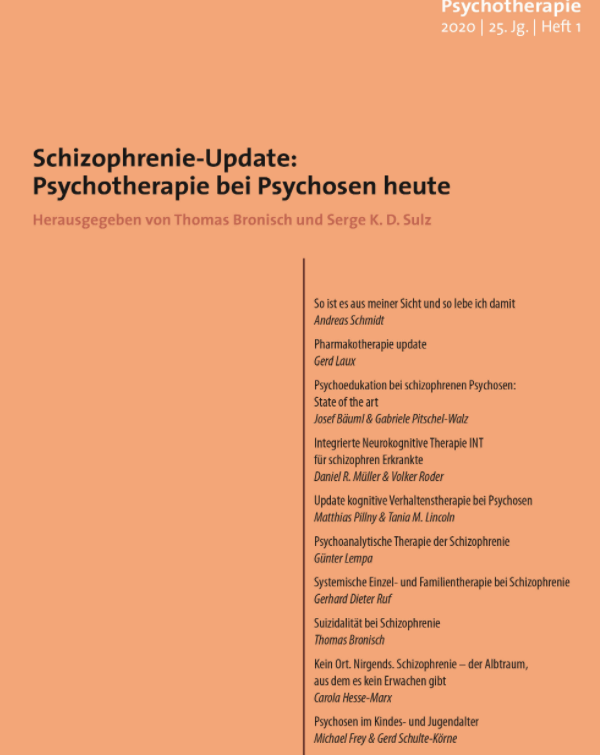 Psychotherapie
2020 | 25. Jg. | Heft 1
Schizophrenie-Update:
Psychotherapie bei Psychosen heute
Herausgegeben von Thomas Bronisch und Serge K. D. Sulz
So ist es aus meiner Sicht und so lebe ich damit
Andreas Schmidt
Pharmakotherapie update
Gerd Laux
Psychoedukation bei schizophrenen Psychosen:
State of the art
Josef Bäuml & Gabriele Pitschel-Walz
Integrierte Neurokognitive Therapie INT
für schizophren Erkrankte
Daniel R. Müller & Volker Roder
Update kognitive Verhaltenstherapie bei Psychosen
Matthias Pillny & Tania M. Lincoln
Psychoanalytische Therapie der Schizophrenie
Günter Lempa
Systemische Einzel- und Familientherapie bei Schizophrenie
Gerhard Dieter Ruf
Suizidalität bei Schizophrenie
Thomas Bronisch
Kein Ort. Nirgends. Schizophrenie – der Albtraum,
aus dem es kein Erwachen gibt
Carola Hesse-Marx
Psychosen im Kindes- und Jugendalter
Michael Frey & Gerd Schulte-Körne